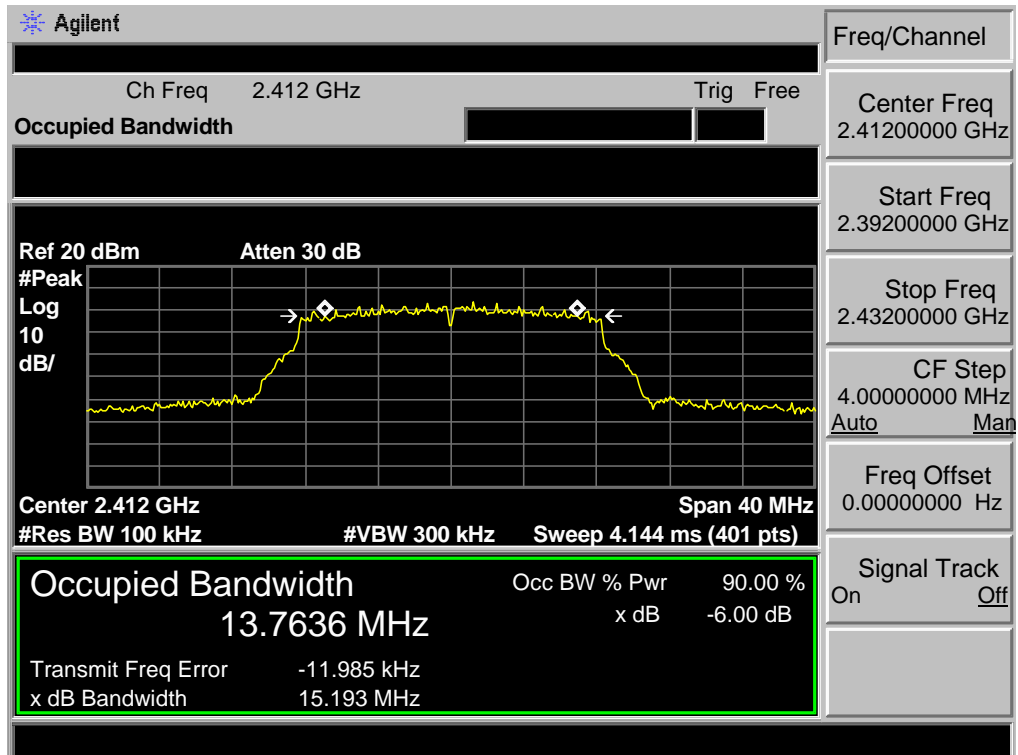 Agilent
Freq/Channel
Ch Freq 2.412 GHz Trig Free
Occupied Bandwidth
Center Freq
2.41200000 GHz
Start Freq
2.39200000 GHz
Ref 20 dBm Atten 30 dB
#Peak
Log
10
dB/
Stop Freq
2.43200000 GHz
CF Step
4.00000000 MHz
Auto Man
Center 2.412 GHz Span 40 MHz
#Res BW 100 kHz #VBW 300 kHz Sweep 4.144 ms (401 pts)
Freq Offset
0.00000000 Hz
Occupied Bandwidth
13.7636 MHz
Occ BW % Pwr 90.00 %
x dB -6.00 dB
Transmit Freq Error -11.985 kHz
x dB Bandwidth 15.193 MHz
Signal Track
On Off